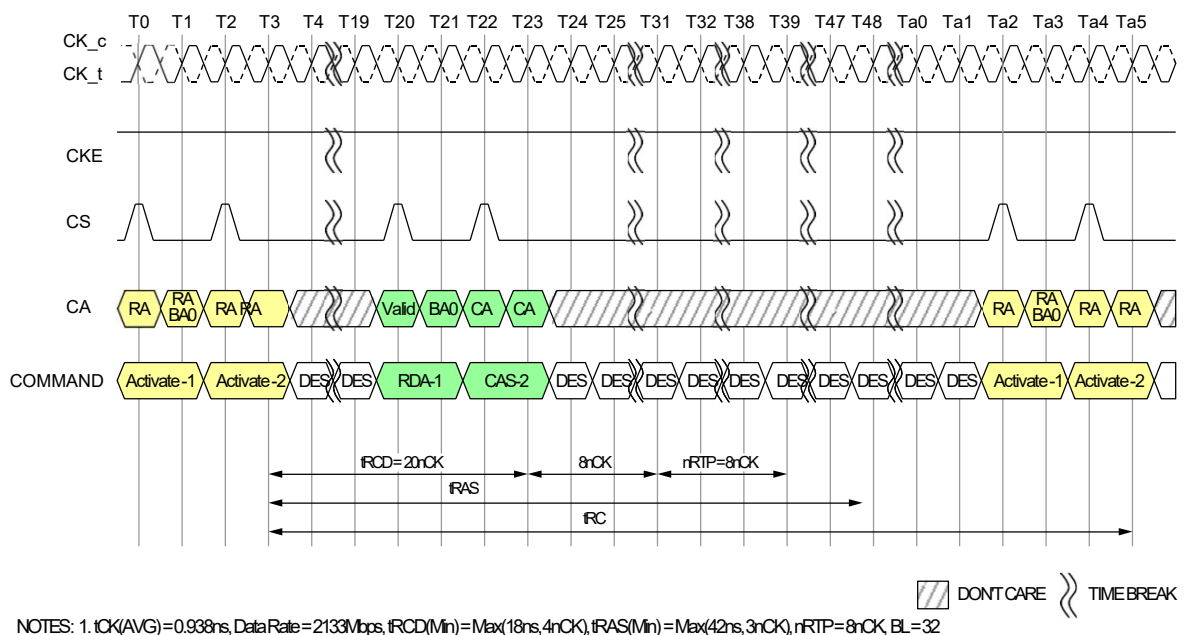 T0 T1 T2 T3 T4 T19 T20 T21 T22 T23 T24 T25 T31 T32 T38 T39 T47 T48 Ta0 Ta1 Ta2 Ta3 Ta4 Ta5
CK_c
CK_t
CKE
CS
CA RA RA BA0 RA RA Valid BA0 CA CA RA RA BA0 RA RA
COMMAND Activate-1 Activate-2 DES DES RDA-1 CAS-2 DES DES DES DES DES DES DES DES DES DES Activate-1 Activate-2
tRCD=20nCK 8nCK nRTP=8nCK
tRAS
tRC
DON'T CARE TIME BREAK
NOTES: 1. tCK(AVG)=0.938ns, Data Rate=2133Mbps, tRCD(Min)=Max(18ns,4nCK), tRAS(Min)=Max(42ns,3nCK), nRTP=8nCK, BL=32